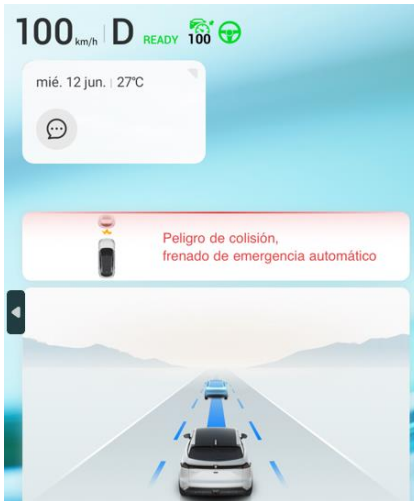 100 km/h D READY 100
mié. 12 jun. 27°C
Peligro de colisión,
frenado de emergencia automático